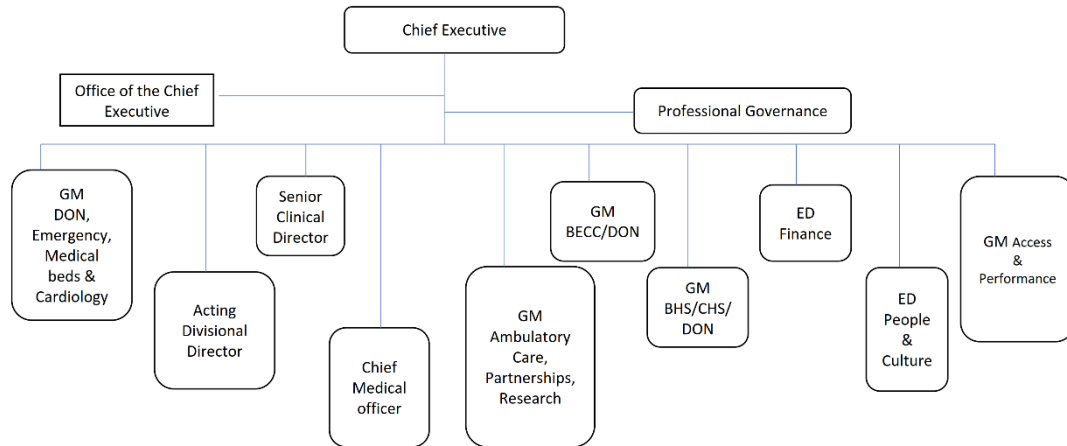 Chief Executive
Office of the Chief
Executive
Professional Governance
GM
DON,
Emergency,
Medical
beds &
Cardiology
Acting
Divisional
Director
Senior
Clinical
Director
Chief
Medical
officer
GM
Ambulatory
Care,
Partnerships,
Research
GM
BECC/DON
GM
BHS/CHS/
DON
ED
Finance
ED
People
&
Culture
GM Access
&
Performance